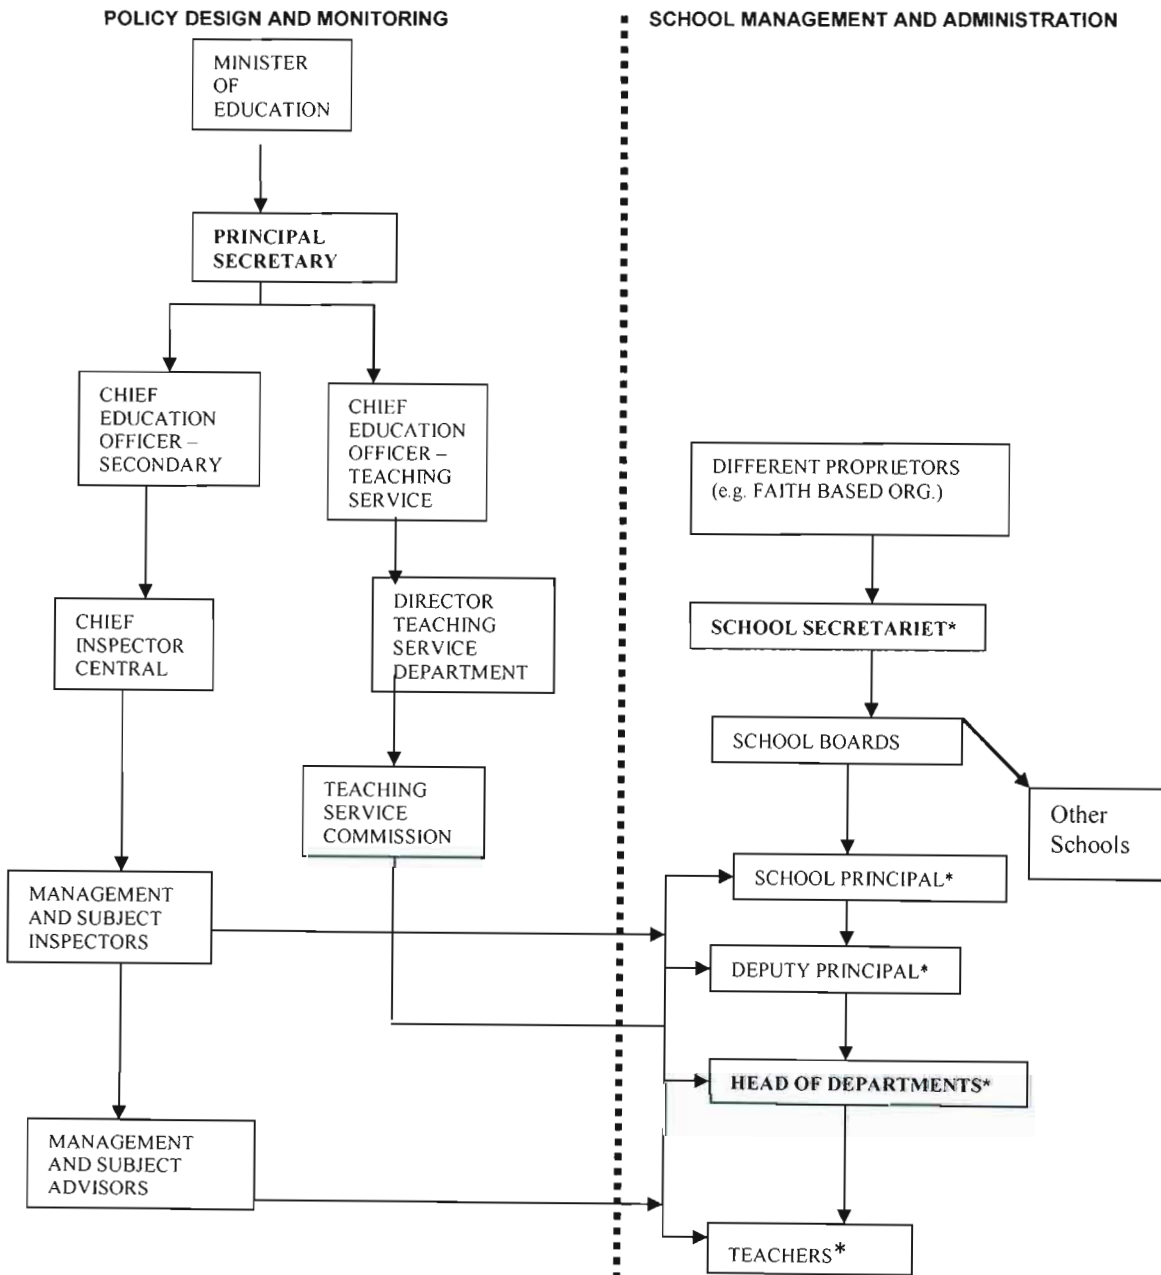 POLICY DESIGN AND MONITORING
SCHOOL MANAGEMENT AND ADMINISTRATION
MINISTER
OF
EDUCATION
PRINCIPAL
SECRETARY
CHIEF
EDUCATION
OFFICER –
SECONDARY
CHIEF
EDUCATION
OFFICER –
TEACHING
SERVICE
CHIEF
INSPECTOR
CENTRAL
DIRECTOR
TEACHING
SERVICE
DEPARTMENT
TEACHING
SERVICE
COMMISSION
MANAGEMENT
AND SUBJECT
INSPECTORS
MANAGEMENT
AND SUBJECT
ADVISORS
DIFFERENT PROPRIETORS
(e.g. FAITH BASED ORG.)
SCHOOL SECRETARIET*
SCHOOL BOARDS
Other
Schools
SCHOOL PRINCIPAL*
DEPUTY PRINCIPAL*
HEAD OF DEPARTMENTS*
TEACHERS*